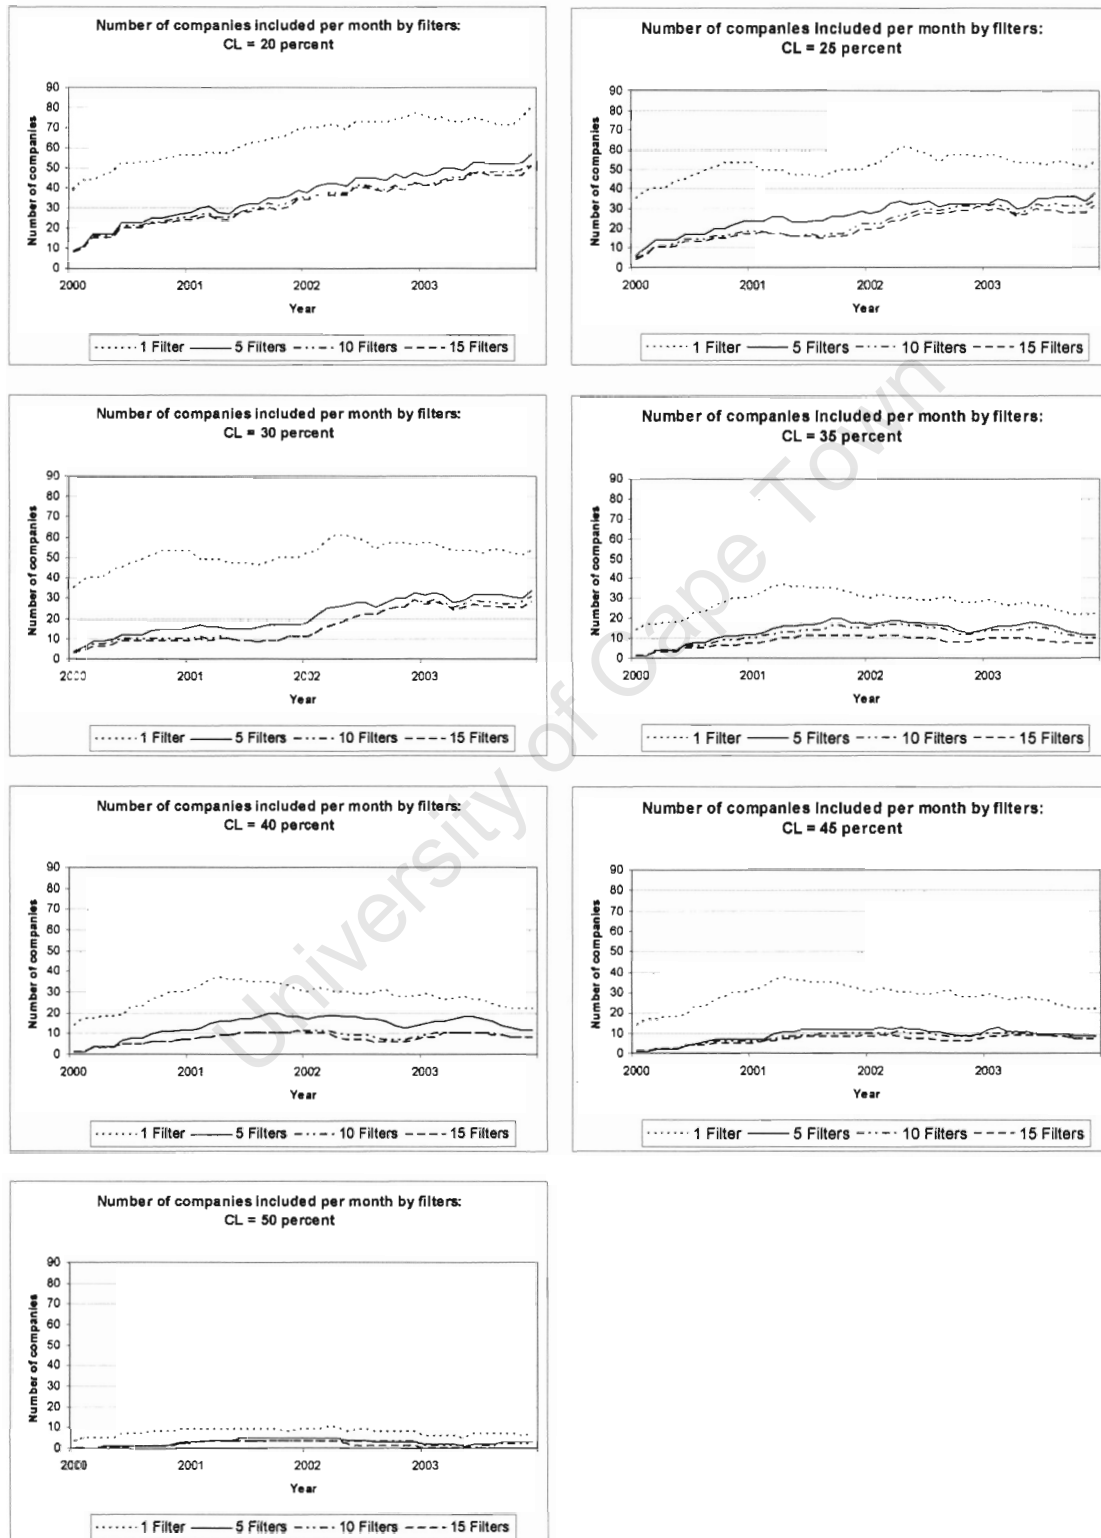 Number of companies included per month by filters:
CL = 20 percent
Number of companies
90
80
70
60
50
40
30
20
10
0
2000 2001 2002 2003
Year
1 Filter 5 Filters 10 Filters 15 Filters
Number of companies included per month by filters:
CL = 25 percent
Number of companies
90
80
70
60
50
40
30
20
10
0
2000 2001 2002 2003
Year
1 Filter 5 Filters 10 Filters 15 Filters
Number of companies included per month by filters:
CL = 30 percent
Number of companies
90
80
70
60
50
40
30
20
10
0
2000 2001 2002 2003
Year
1 Filter 5 Filters 10 Filters 15 Filters
Number of companies included per month by filters:
CL = 35 percent
Number of companies
90
80
70
60
50
40
30
20
10
0
2000 2001 2002 2003
Year
1 Filter 5 Filters 10 Filters 15 Filters
Number of companies included per month by filters:
CL = 40 percent
Number of companies
90
80
70
60
50
40
30
20
10
0
2000 2001 2002 2003
Year
1 Filter 5 Filters 10 Filters 15 Filters
Number of companies included per month by filters:
CL = 45 percent
Number of companies
90
80
70
60
50
40
30
20
10
0
2000 2001 2002 2003
Year
1 Filter 5 Filters 10 Filters 15 Filters
Number of companies included per month by filters:
CL = 50 percent
Number of companies
90
80
70
60
50
40
30
20
10
0
2000 2001 2002 2003
Year
1 Filter 5 Filters 10 Filters 15 Filters
University of Cape Town